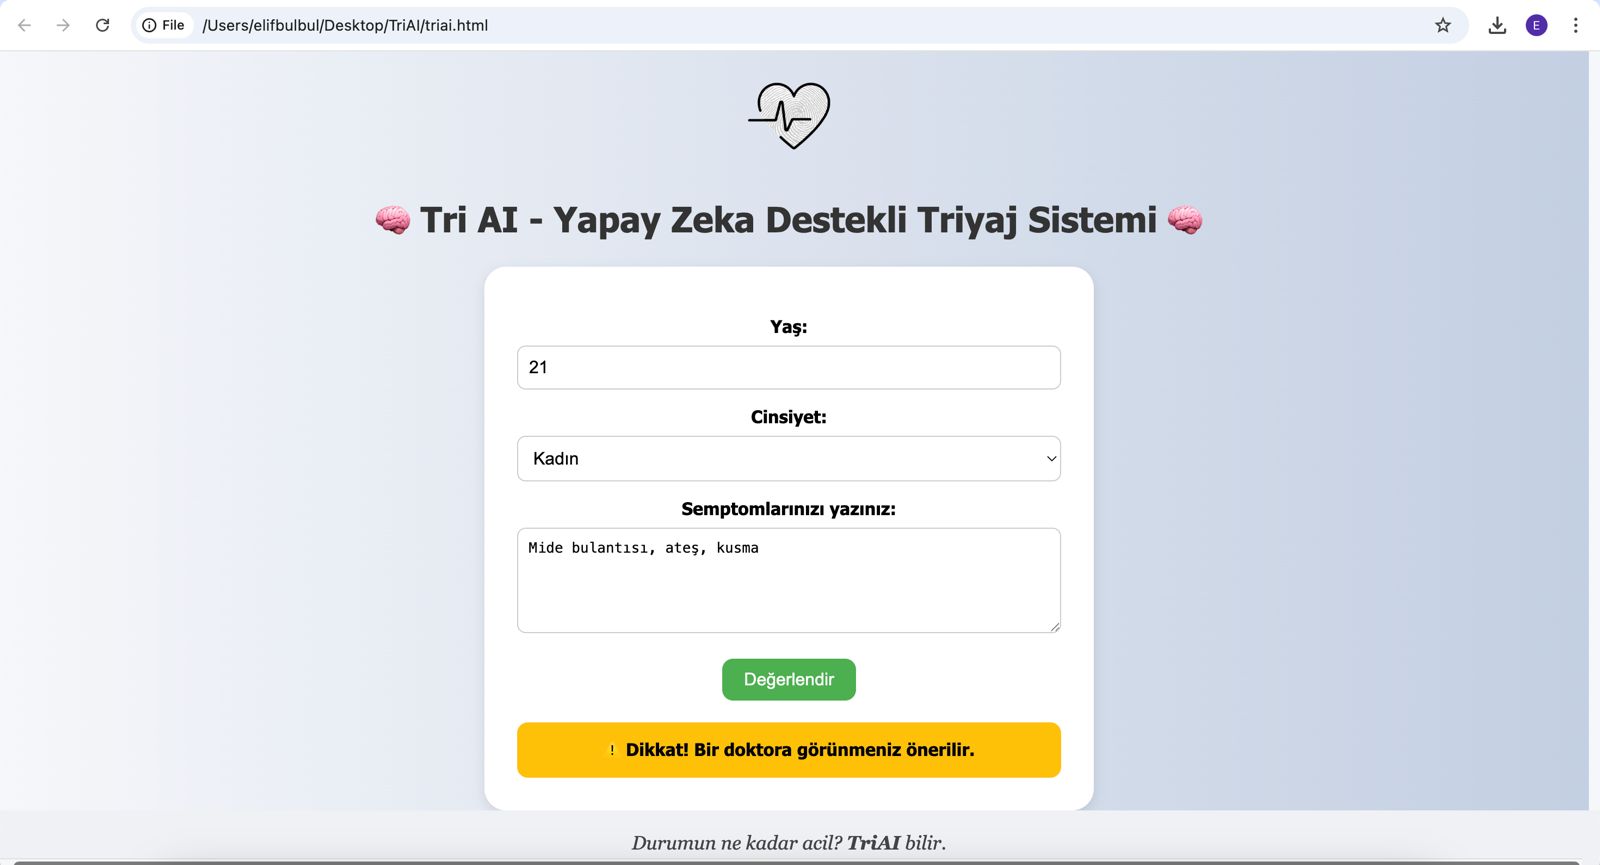 File /Users/elifbulbul/Desktop/TriAI/triai.html E
🧠 Tri AI - Yapay Zeka Destekli Triyaj Sistemi 🧠
Yaş:
21
Cinsiyet:
Kadın
Semptomlarınızı yazınız:
Mide bulantısı, ateş, kusma
Değerlendir
⚠️ Dikkat! Bir doktora görünmeniz önerilir.
Durumun ne kadar acil? TriAI bilir.